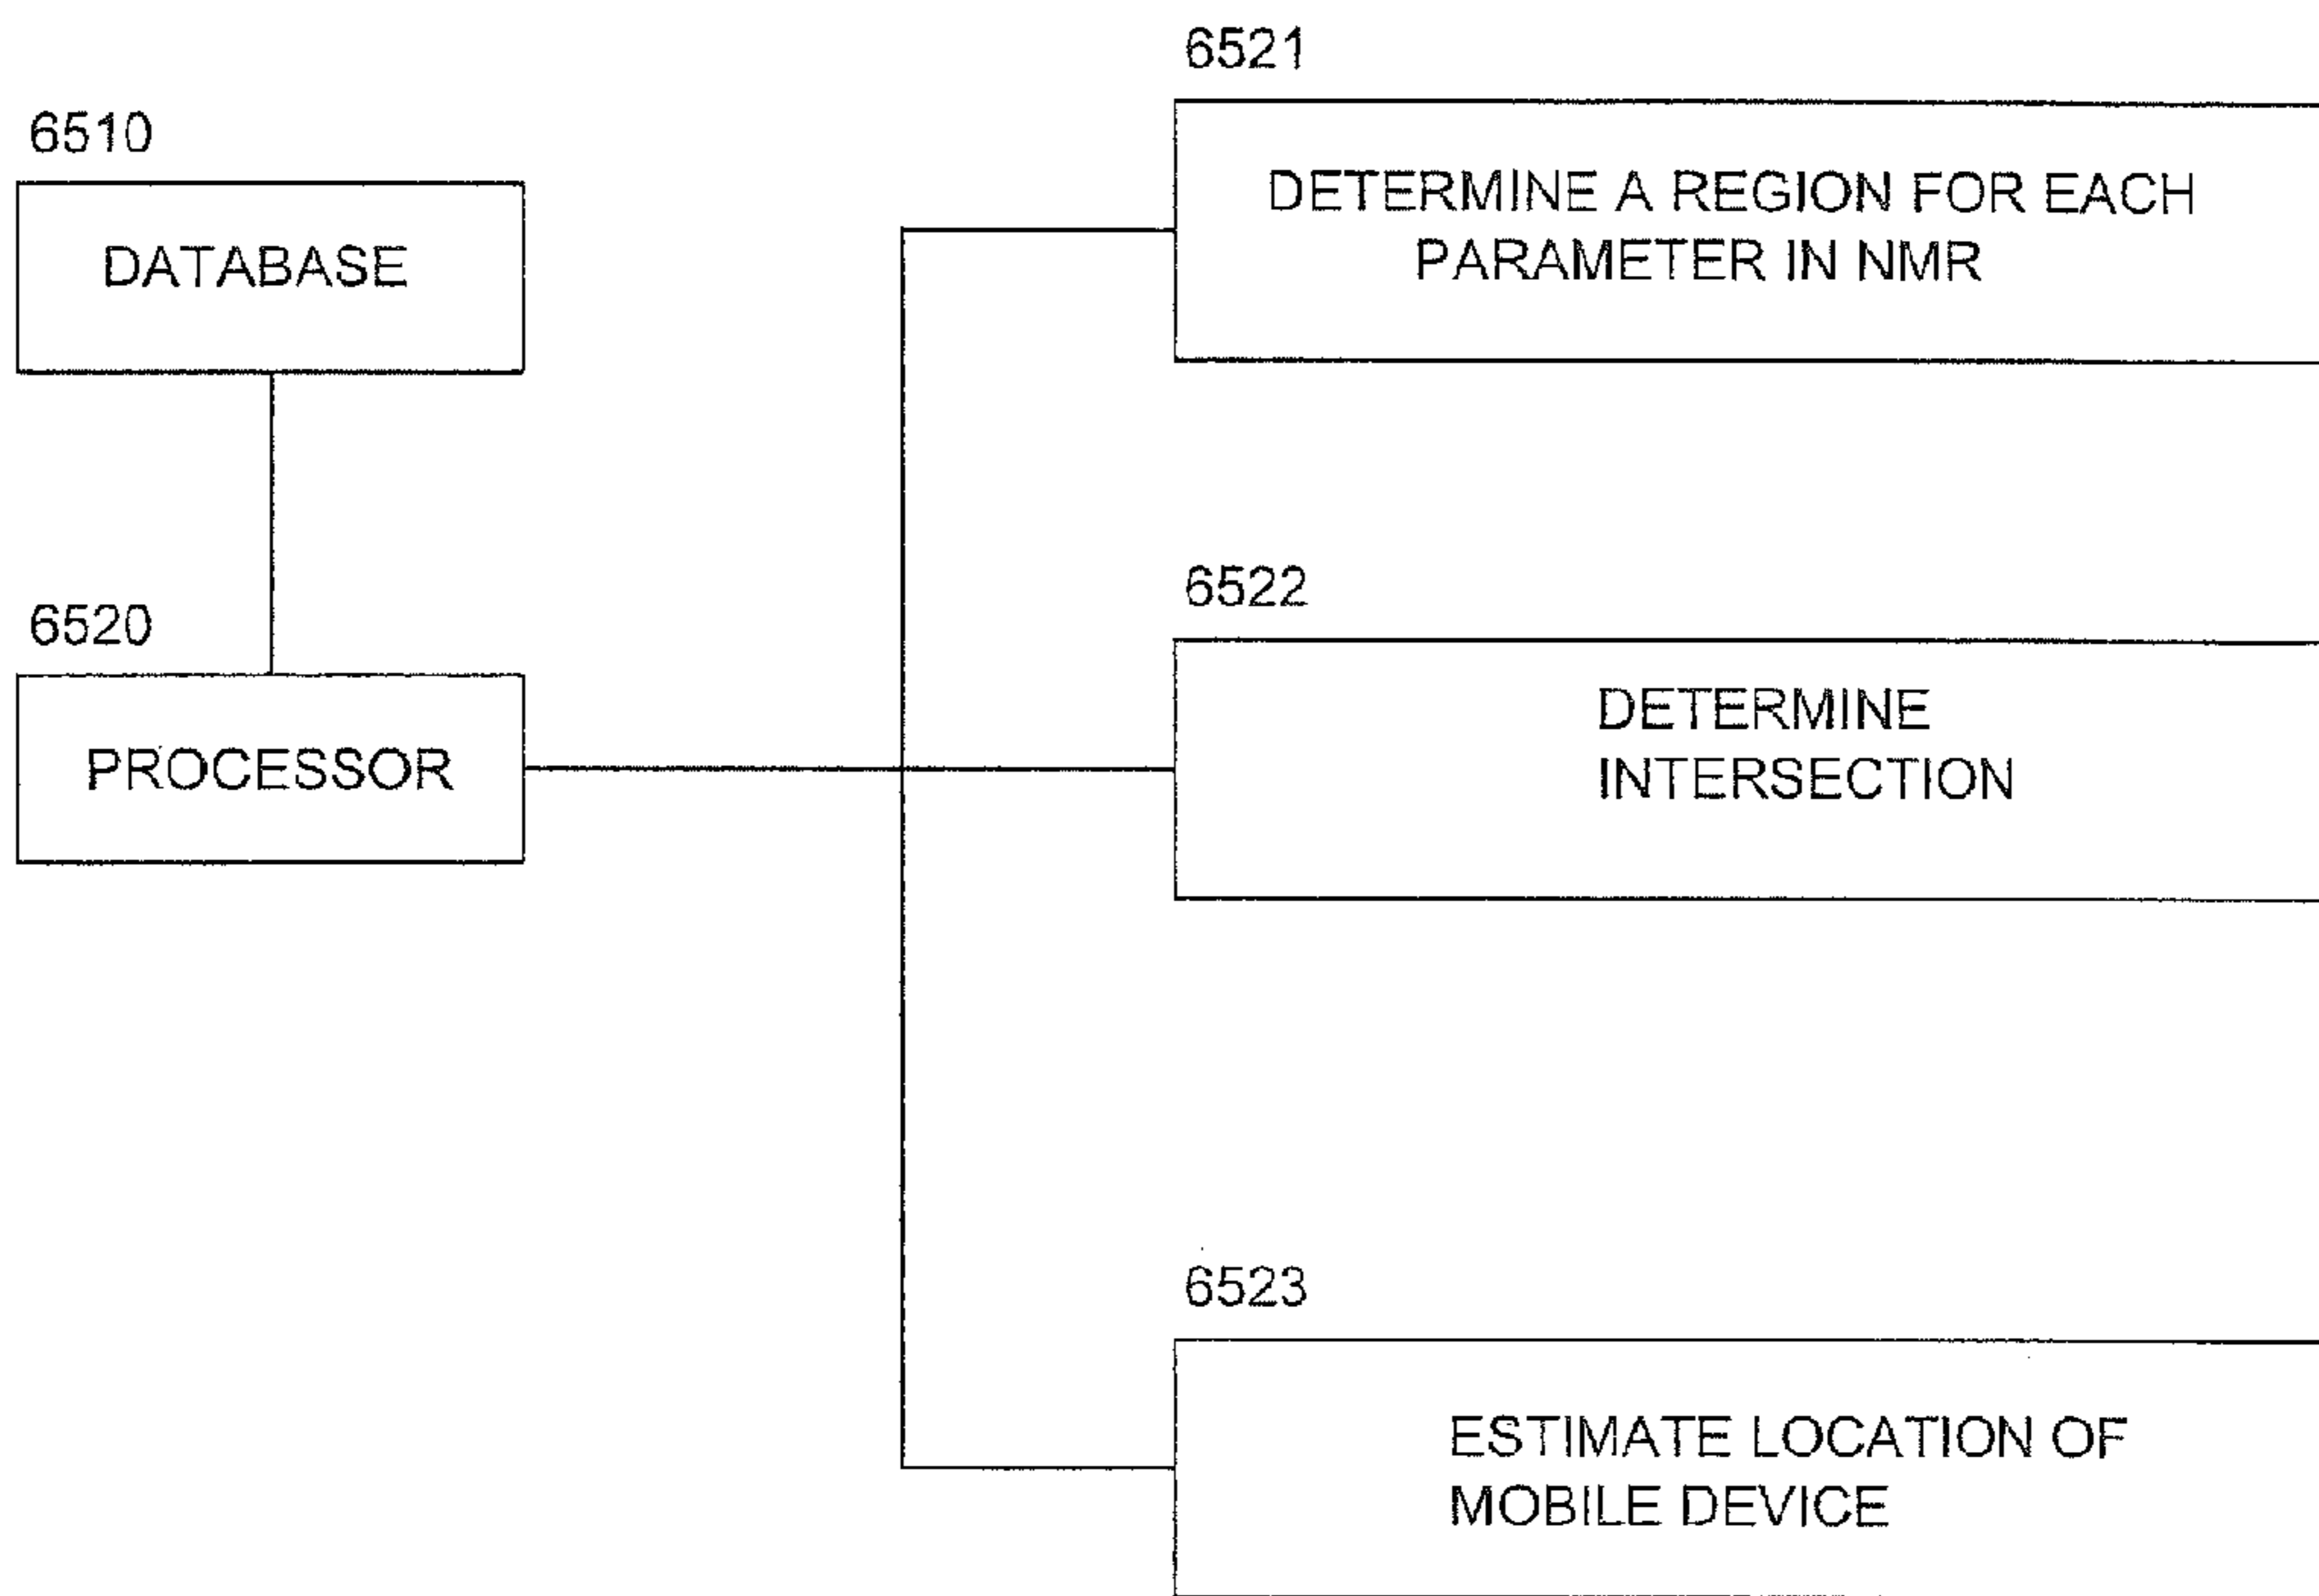 6510
DATABASE
6520
PROCESSOR
6521
DETERMINE A REGION FOR EACH
PARAMETER IN NMR
6522
DETERMINE
INTERSECTION
6523
ESTIMATE LOCATION OF
MOBILE DEVICE